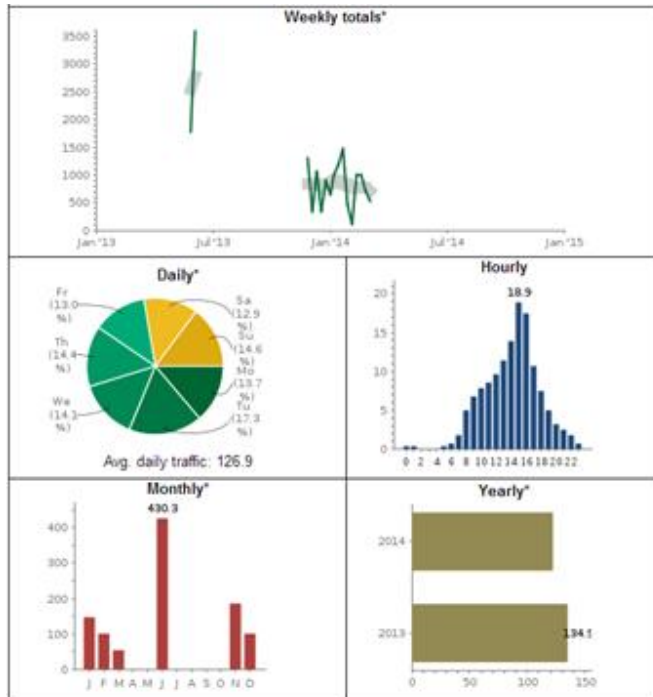 Weekly totals*
3500
3000
2500
2000
1500
1000
500
0
Jan '13
Jul '13
Jan '14
Jul '14
Jan '15
Daily*
Fr
(13.0
%)
Th
(14.4
%)
We
(14.1
%)
Sa
(12.9
%)
Su
(14.6
%)
Mo
(13.7
%)
Tu
(17.3
%)
Avg. daily traffic: 126.9
Hourly
18.9
20
15
10
5
0
0 2 4 6 8 10 12 14 16 18 20 22
Monthly*
430.3
400
300
200
100
0
J F M A M J J A S O N D
Yearly*
2014
2013
0 50 100 150